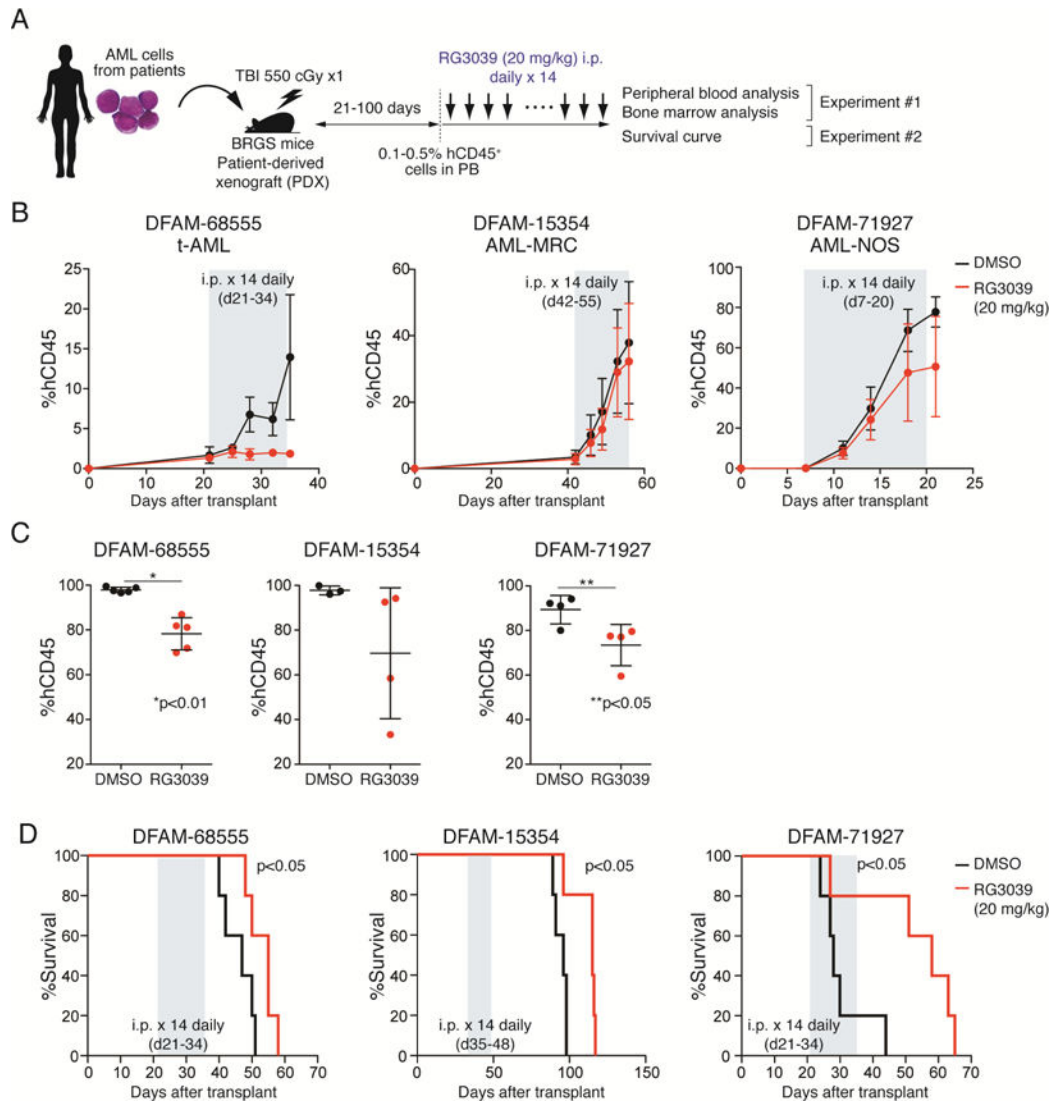 A
AML cells
from patients
TBI 550 cGy x1
BRGS mice
Patient-derived
xenograft (PDX)
21-100 days
0.1-0.5% hCD45⁺
cells in PB
RG3039 (20 mg/kg) i.p.
daily x 14
Peripheral blood analysis
Bone marrow analysis
Experiment #1
Survival curve
Experiment #2
B
DFAM-68555
t-AML
i.p. x 14 daily
(d21-34)
%hCD45
25
20
15
10
5
0
0 20 30 40
Days after transplant
DFAM-15354
AML-MRC
i.p. x 14 daily
(d42-55)
%hCD45
60
40
20
0
0 20 40 60
Days after transplant
DFAM-71927
AML-NOS
i.p. x 14 daily
(d7-20)
%hCD45
100
80
60
40
20
0
0 5 10 15 20 25
Days after transplant
DMSO
RG3039
(20 mg/kg)
C
DFAM-68555
%hCD45
100
80
60
40
20
*
*p<0.01
DMSO RG3039
DFAM-15354
%hCD45
100
80
60
40
20
DMSO RG3039
DFAM-71927
%hCD45
100
80
60
40
20
**
**p<0.05
DMSO RG3039
D
DFAM-68555
p<0.05
%Survival
100
80
60
40
20
0
i.p. x 14 daily
(d21-34)
0 10 20 30 40 50 60 70
Days after transplant
DFAM-15354
p<0.05
%Survival
100
80
60
40
20
0
i.p. x 14 daily
(d35-48)
0 50 100 150
Days after transplant
DFAM-71927
p<0.05
%Survival
100
80
60
40
20
0
i.p. x 14 daily
(d21-34)
0 10 20 30 40 50 60 70
Days after transplant
DMSO
RG3039
(20 mg/kg)